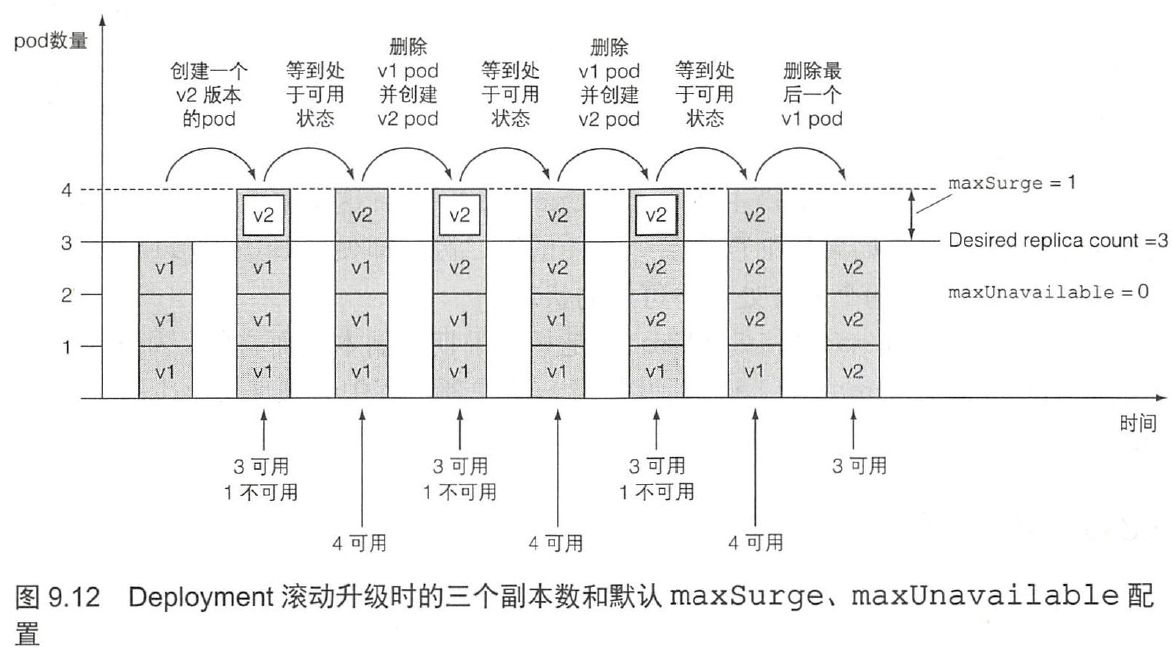 pod数量
创建一个
v2 版本
的pod
等到处
于可用
状态
删除
v1 pod
并创建
v2 pod
等到处
于可用
状态
删除
v1 pod
并创建
v2 pod
等到处
于可用
状态
删除最
后一个
v1 pod
4
maxSurge = 1
v2 v2 v2 v2 v2 v2
3
Desired replica count =3
v1 v1 v1 v2 v2 v2 v2 v2
2
maxUnavailable = 0
v1 v1 v1 v1 v1 v2 v2 v2
1
v1 v1 v1 v1 v1 v1 v1 v2
时间
3 可用
1 不可用
3 可用
1 不可用
3 可用
1 不可用
3 可用
4 可用
4 可用
4 可用
图 9.12 Deployment 滚动升级时的三个副本数和默认 maxSurge、maxUnavailable 配
置